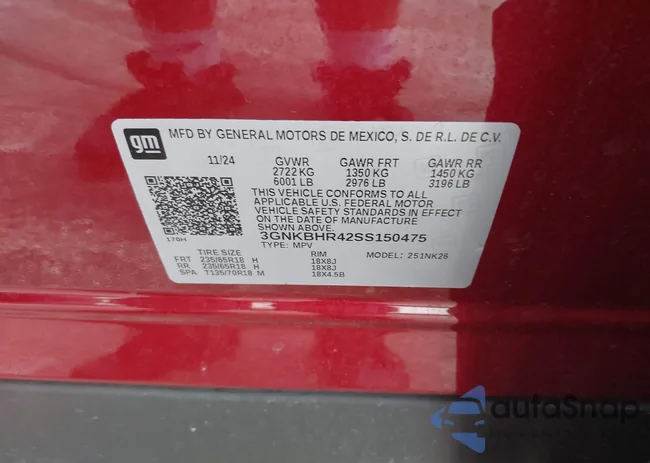 gm MFD BY GENERAL MOTORS DE MEXICO, S. DE R.L. DE C.V.
11/24 GVWR GAWR FRT GAWR RR
2722 KG 1350 KG 1450 KG
6001 LB 2976 LB 3196 LB
THIS VEHICLE CONFORMS TO ALL
APPLICABLE U.S. FEDERAL MOTOR
VEHICLE SAFETY STANDARDS IN EFFECT
ON THE DATE OF MANUFACTURE
3GNKBHR42SS150475
170H TYPE: MPV MODEL: 251NK26
TIRE SIZE RIM
FRT 235/65R18 H 18X8J
RR 235/65R18 H 18X8J
SPA T135/70R18 M 18X4.5B
autoSnap